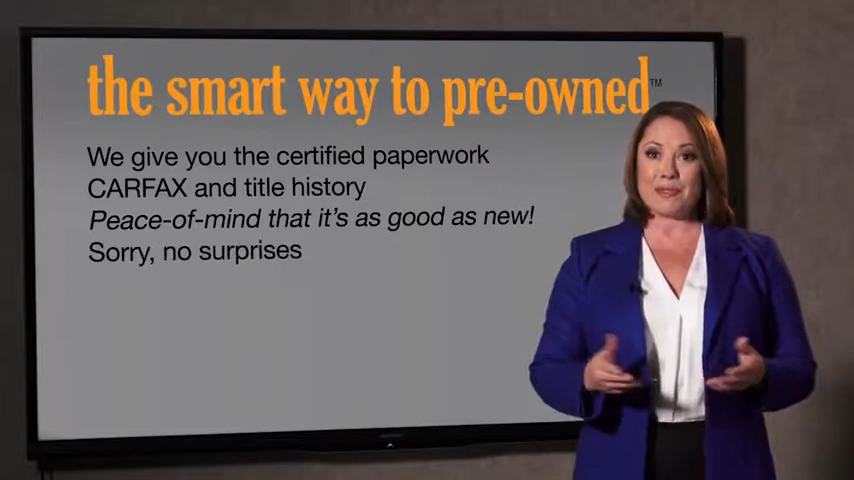 the smart way to pre-owned™
We give you the certified paperwork
CARFAX and title history
Peace-of-mind that it's as good as new!
Sorry, no surprises